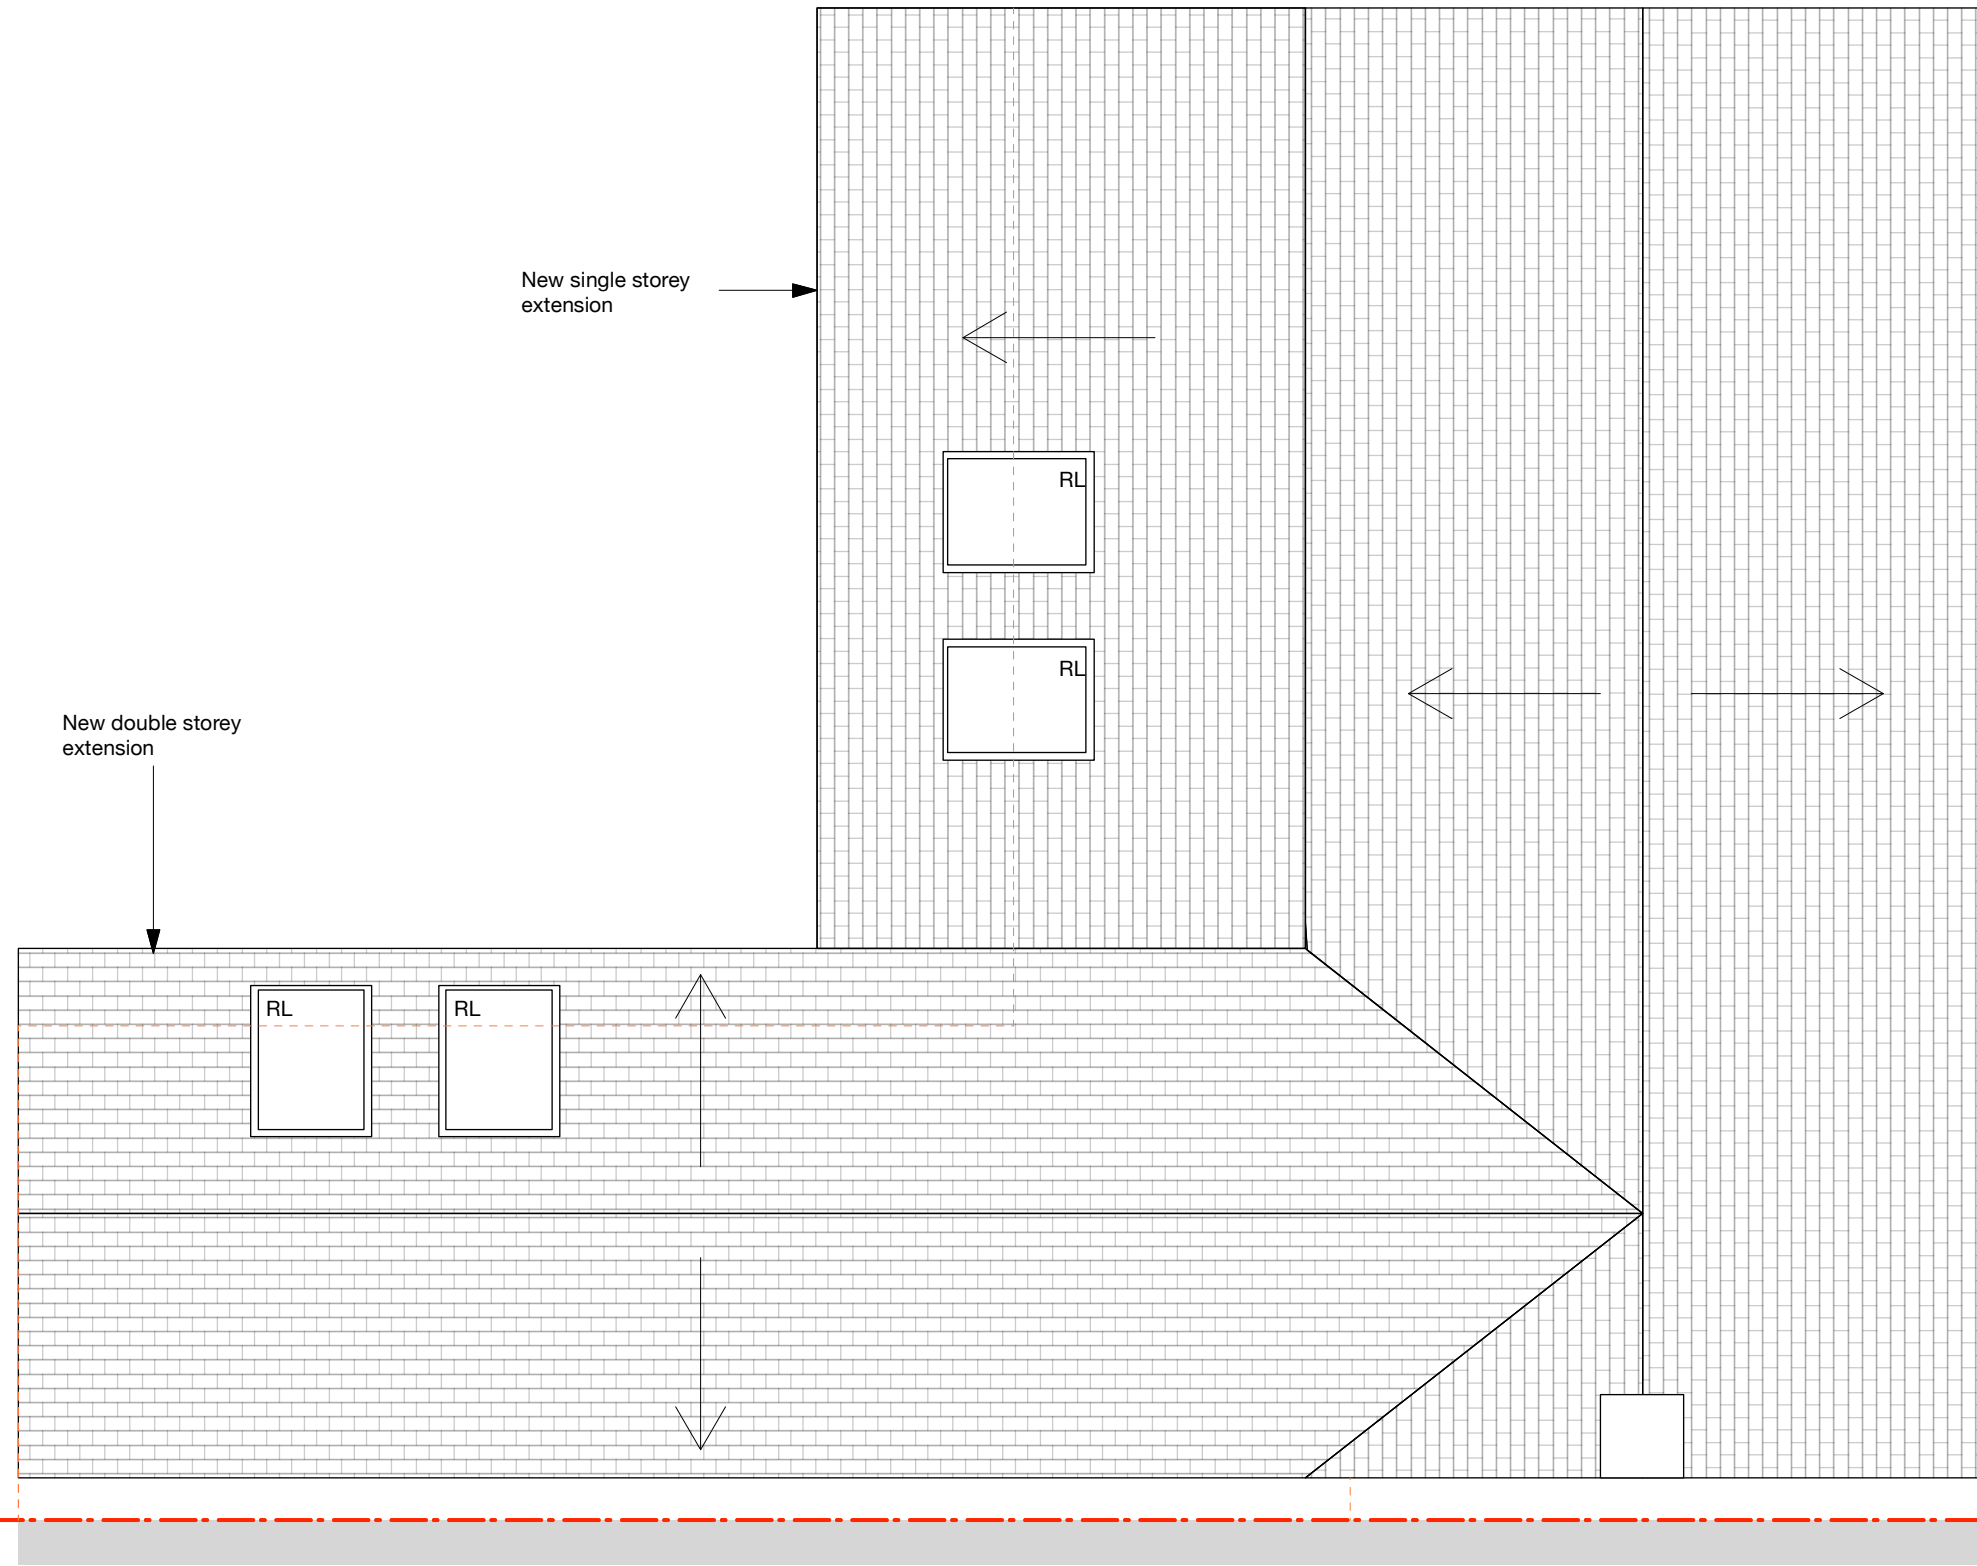 New single storey
extension
RL
RL
New double storey
extension
RL
RL